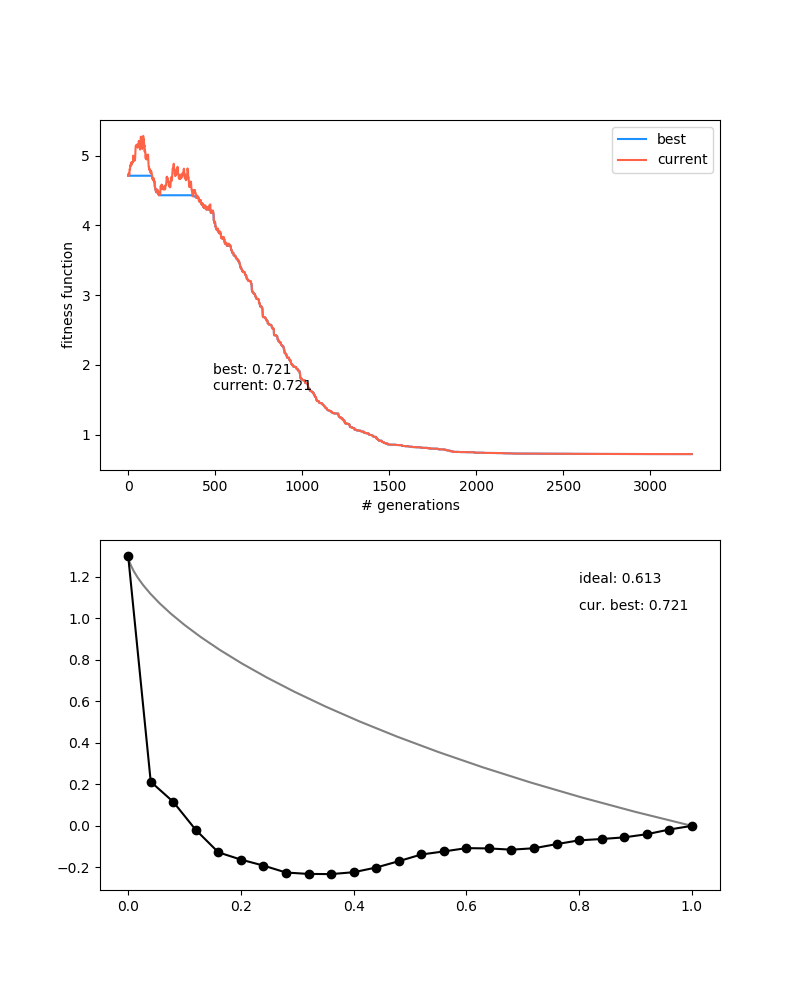 best
current
5
4
3
2
1
fitness function
best: 0.721
current: 0.721
0 500 1000 1500 2000 2500 3000
# generations
ideal: 0.613
cur. best: 0.721
1.2
1.0
0.8
0.6
0.4
0.2
0.0
−0.2
0.0 0.2 0.4 0.6 0.8 1.0